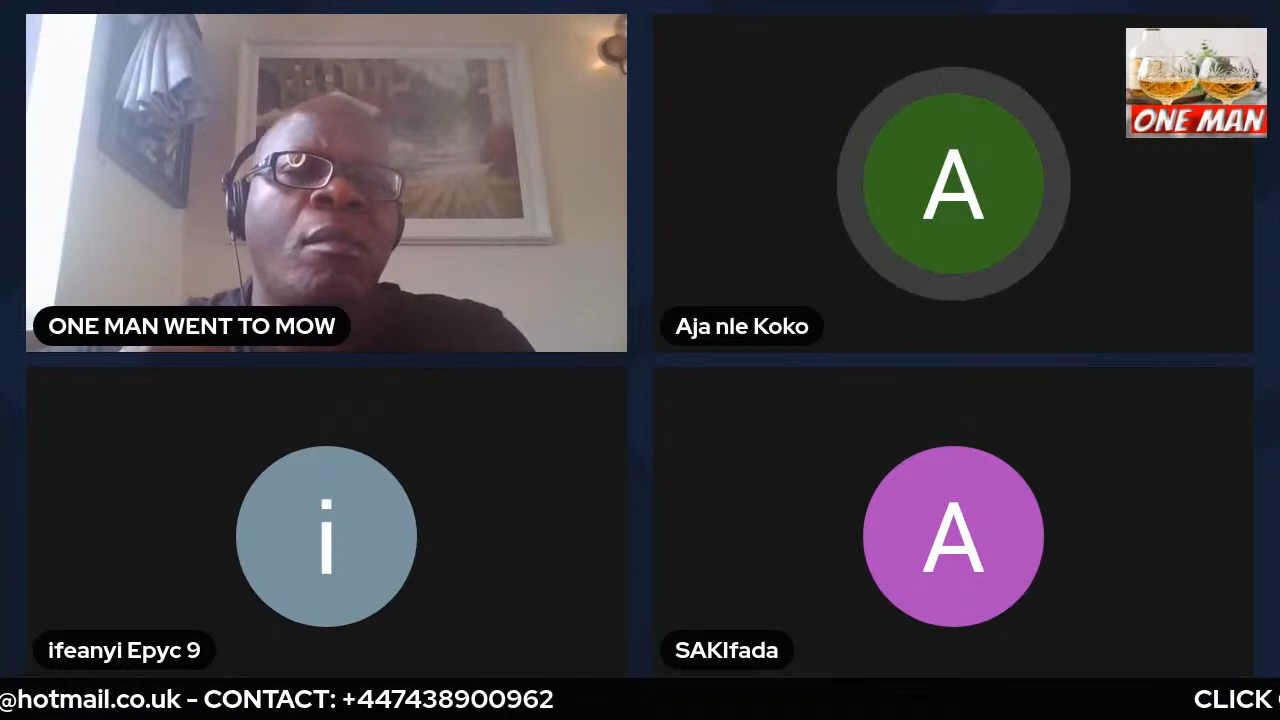 ONE MAN
A
ONE MAN WENT TO MOW
Aja nle Koko
i
A
ifeanyi Epyc 9
SAKIfada
@hotmail.co.uk - CONTACT: +447438900962
CLICK